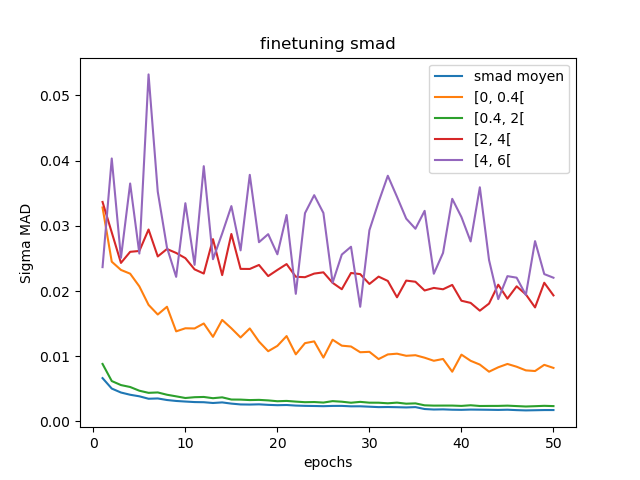 finetuning smad
smad moyen
[0, 0.4[
[0.4, 2[
[2, 4[
[4, 6[
Sigma MAD
0.05
0.04
0.03
0.02
0.01
0.00
0 10 20 30 40 50
epochs